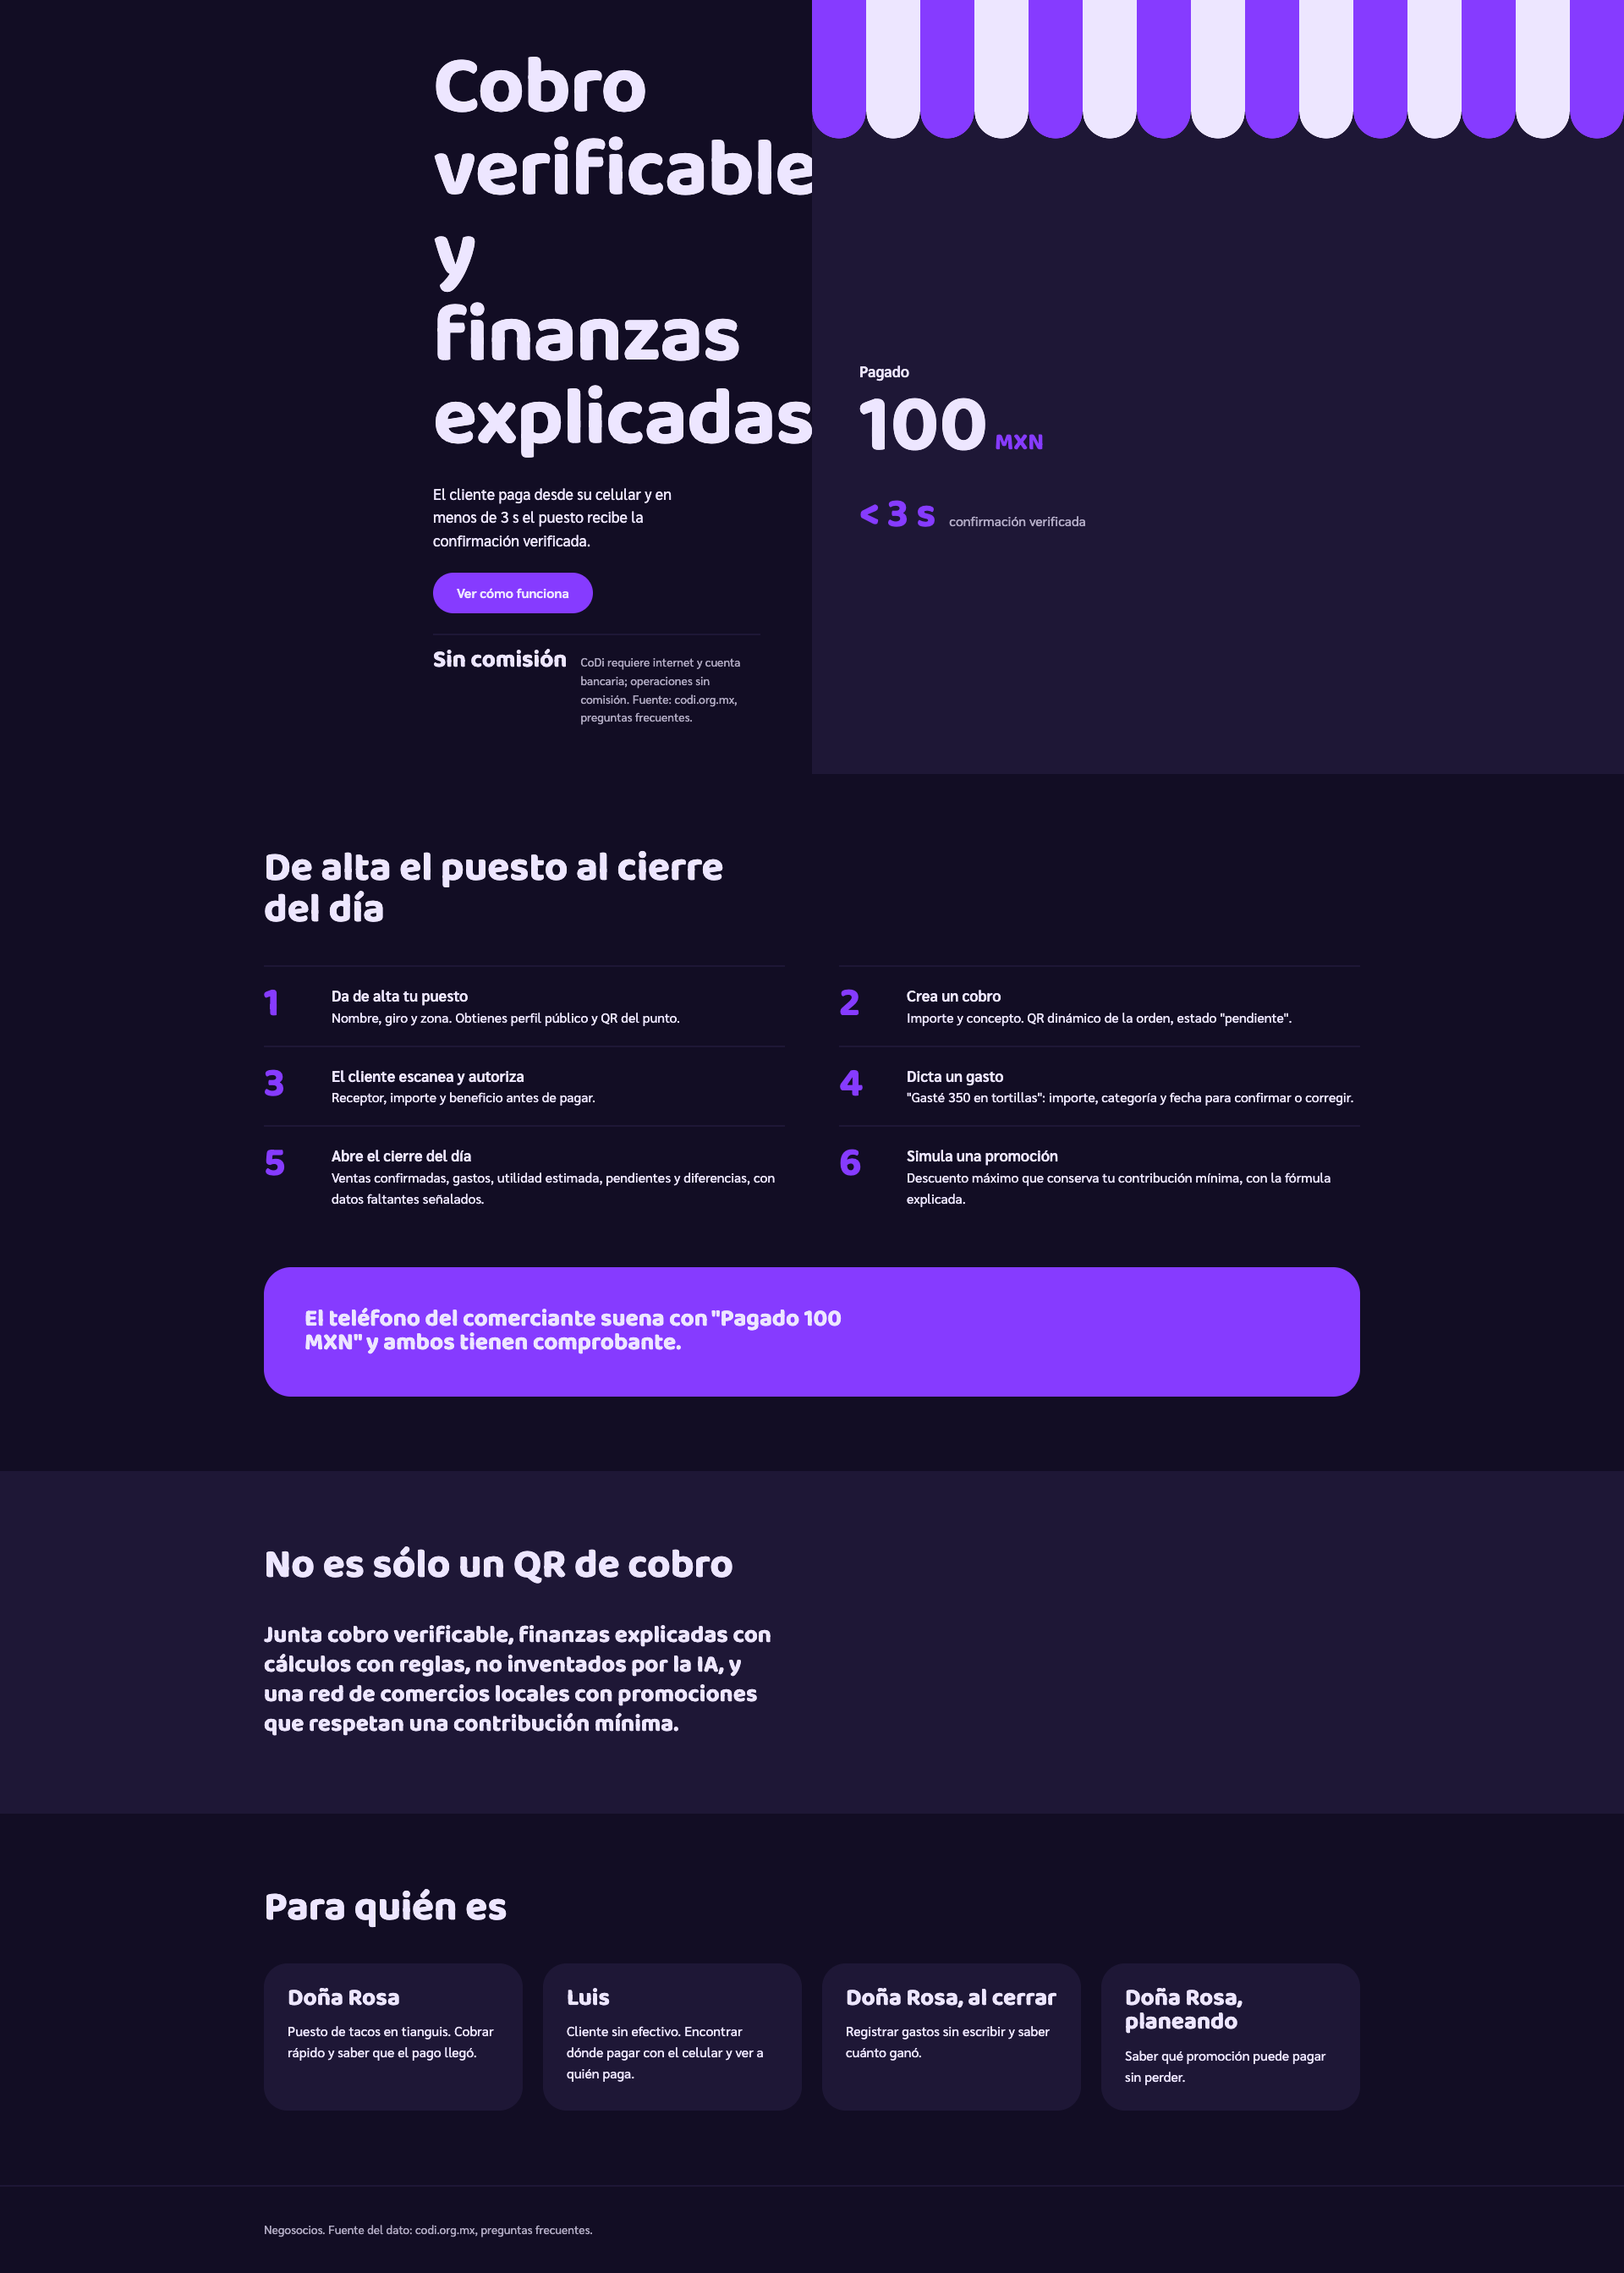 Cobro
verificable
y
finanzas
explicadas
El cliente paga desde su celular y en
menos de 3 s el puesto recibe la
confirmación verificada.
Ver cómo funciona
Sin comisión
CoDi requiere internet y cuenta
bancaria; operaciones sin
comisión. Fuente: codi.org.mx,
preguntas frecuentes.
Pagado
100 MXN
< 3 s confirmación verificada
De alta el puesto al cierre
del día
1
Da de alta tu puesto
Nombre, giro y zona. Obtienes perfil público y QR del punto.
2
Crea un cobro
Importe y concepto. QR dinámico de la orden, estado "pendiente".
3
El cliente escanea y autoriza
Receptor, importe y beneficio antes de pagar.
4
Dicta un gasto
"Gasté 350 en tortillas": importe, categoría y fecha para confirmar o corregir.
5
Abre el cierre del día
Ventas confirmadas, gastos, utilidad estimada, pendientes y diferencias, con
datos faltantes señalados.
6
Simula una promoción
Descuento máximo que conserva tu contribución mínima, con la fórmula
explicada.
El teléfono del comerciante suena con "Pagado 100
MXN" y ambos tienen comprobante.
No es sólo un QR de cobro
Junta cobro verificable, finanzas explicadas con
cálculos con reglas, no inventados por la IA, y
una red de comercios locales con promociones
que respetan una contribución mínima.
Para quién es
Doña Rosa
Puesto de tacos en tianguis. Cobrar
rápido y saber que el pago llegó.
Luis
Cliente sin efectivo. Encontrar
dónde pagar con el celular y ver a
quién paga.
Doña Rosa, al cerrar
Registrar gastos sin escribir y saber
cuánto ganó.
Doña Rosa,
planeando
Saber qué promoción puede pagar
sin perder.
Negosocios. Fuente del dato: codi.org.mx, preguntas frecuentes.